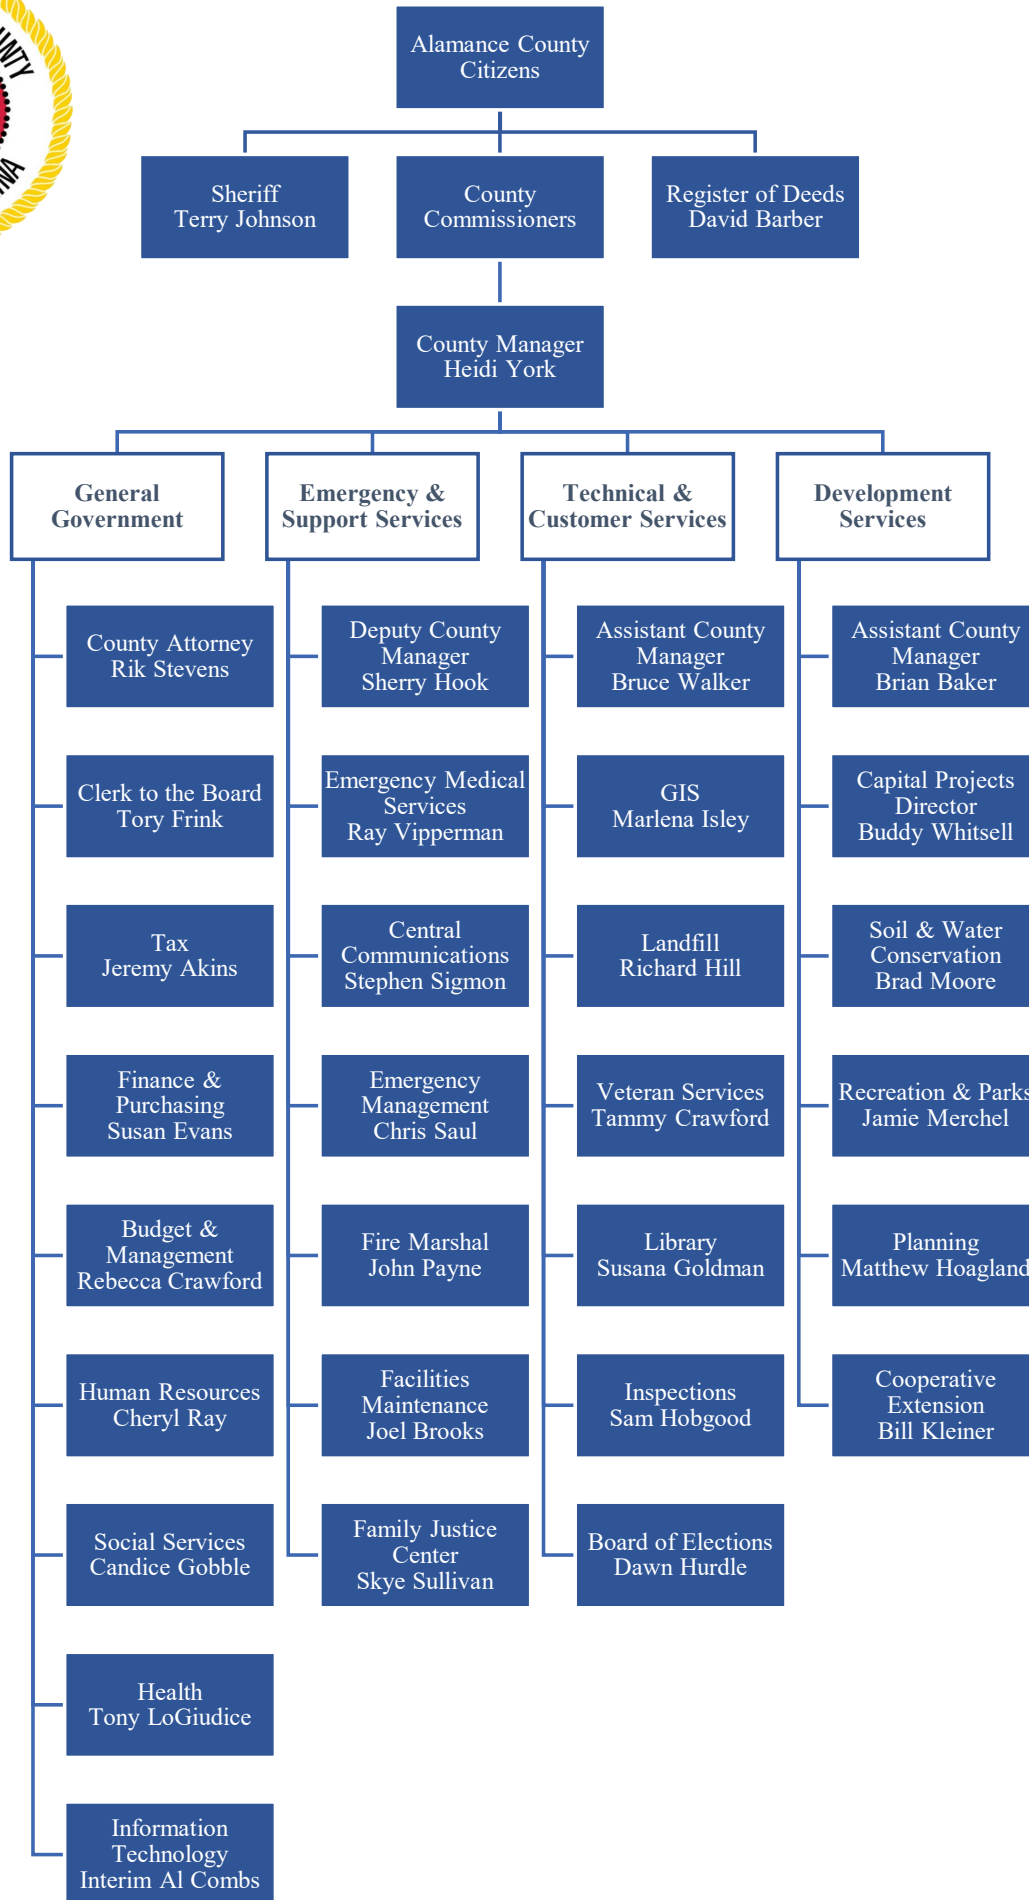 UNTY
NA
Alamance County
Citizens
Sheriff
Terry Johnson
County
Commissioners
Register of Deeds
David Barber
County Manager
Heidi York
General
Government
County Attorney
Rik Stevens
Clerk to the Board
Tory Frink
Tax
Jeremy Akins
Finance &
Purchasing
Susan Evans
Budget &
Management
Rebecca Crawford
Human Resources
Cheryl Ray
Social Services
Candice Gobble
Health
Tony LoGiudice
Information
Technology
Interim Al Combs
Emergency &
Support Services
Deputy County
Manager
Sherry Hook
Emergency Medical
Services
Ray Vipperman
Central
Communications
Stephen Sigmon
Emergency
Management
Chris Saul
Fire Marshal
John Payne
Facilities
Maintenance
Joel Brooks
Family Justice
Center
Skye Sullivan
Technical &
Customer Services
Assistant County
Manager
Bruce Walker
GIS
Marlena Isley
Landfill
Richard Hill
Veteran Services
Tammy Crawford
Library
Susana Goldman
Inspections
Sam Hobgood
Board of Elections
Dawn Hurdle
Development
Services
Assistant County
Manager
Brian Baker
Capital Projects
Director
Buddy Whitsell
Soil & Water
Conservation
Brad Moore
Recreation & Parks
Jamie Merchel
Planning
Matthew Hoagland
Cooperative
Extension
Bill Kleiner